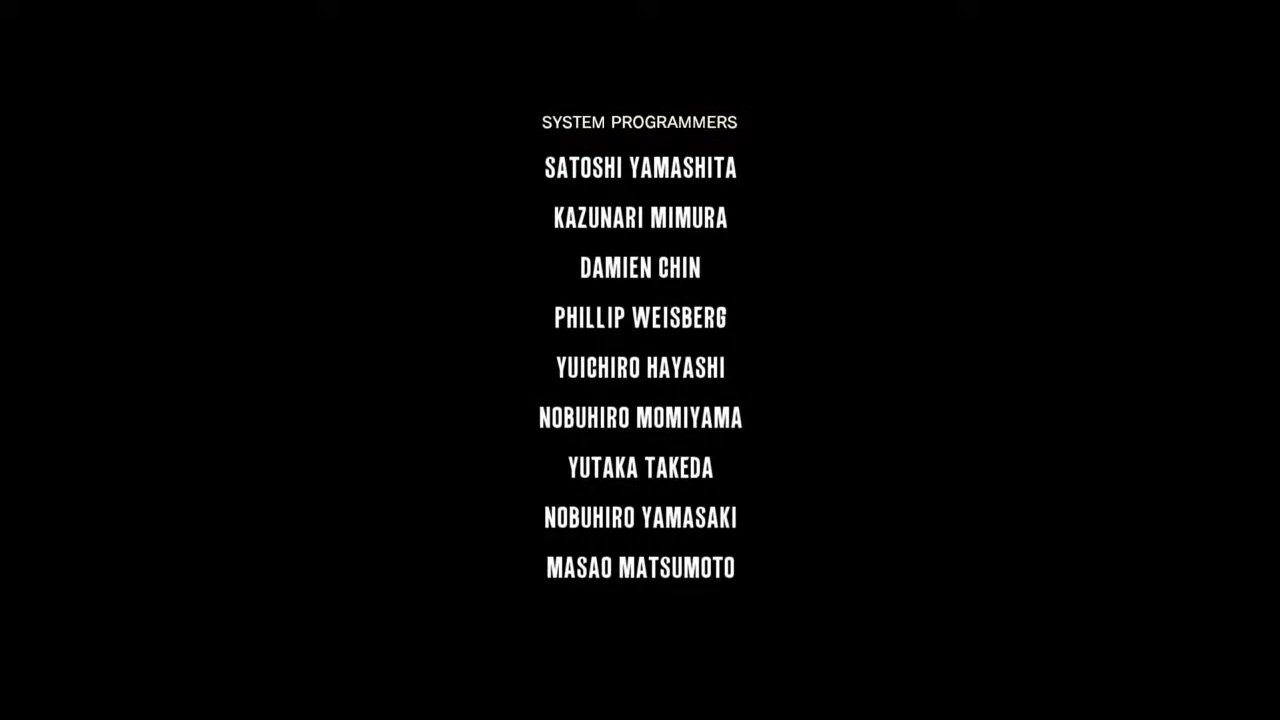 SYSTEM PROGRAMMERS
SATOSHI YAMASHITA
KAZUNARI MIMURA
DAMIEN CHIN
PHILLIP WEISBERG
YUICHIRO HAYASHI
NOBUHIRO MOMIYAMA
YUTAKA TAKEDA
NOBUHIRO YAMASAKI
MASAO MATSUMOTO